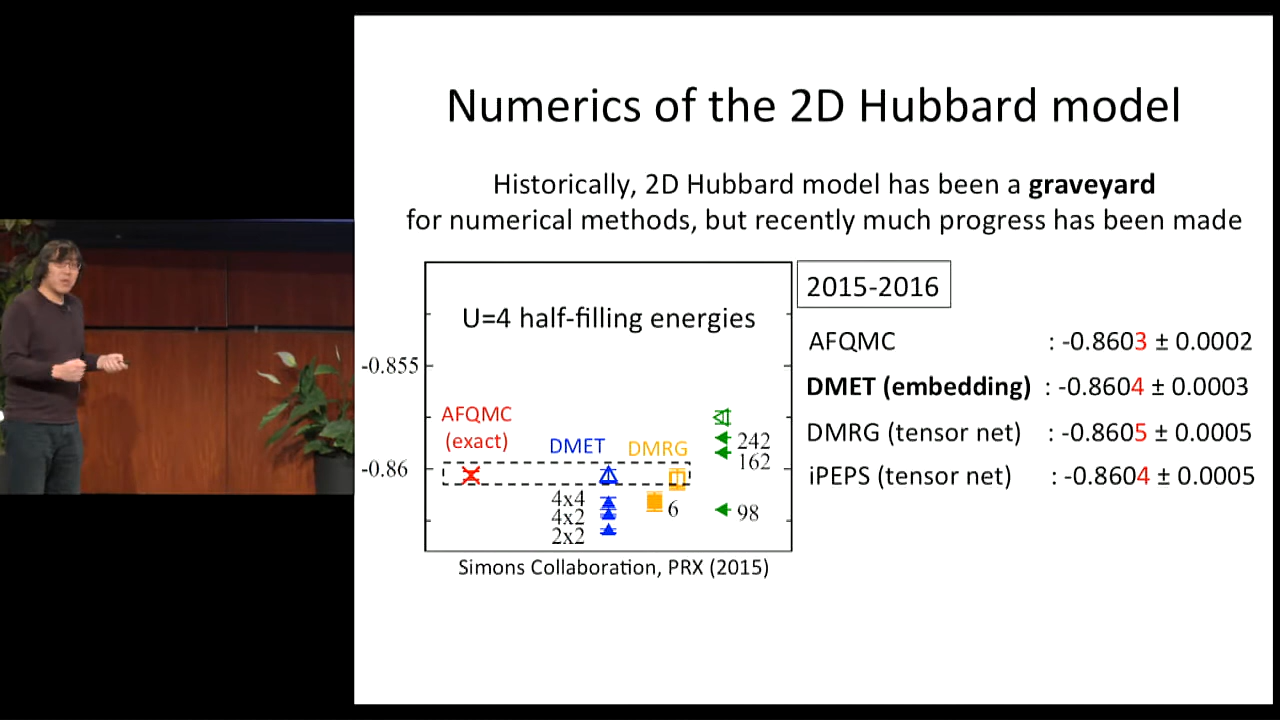 Numerics of the 2D Hubbard model
Historically, 2D Hubbard model has been a graveyard
for numerical methods, but recently much progress has been made
U=4 half-filling energies
-0.855
-0.86
AFQMC
(exact)
DMET
DMRG
4x4
4x2
2x2
6
242
162
98
Simons Collaboration, PRX (2015)
2015-2016
AFQMC : -0.8603 ± 0.0002
DMET (embedding) : -0.8604 ± 0.0003
DMRG (tensor net) : -0.8605 ± 0.0005
iPEPS (tensor net) : -0.8604 ± 0.0005